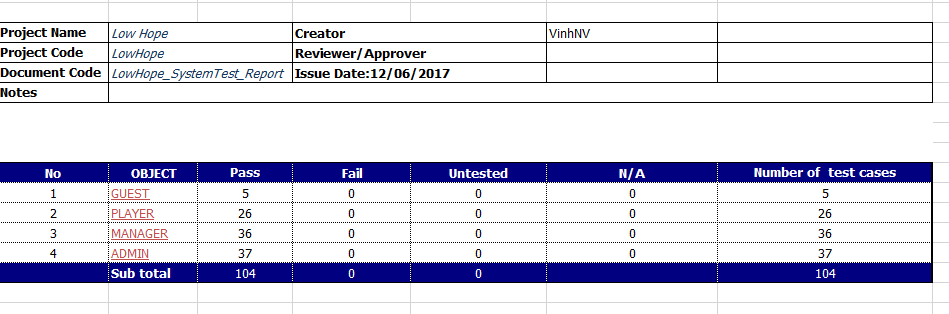 Project Name Low Hope Creator VinhNV
Project Code LowHope Reviewer/Approver
Document Code LowHope_SystemTest_Report Issue Date:12/06/2017
Notes
No OBJECT Pass Fail Untested N/A Number of test cases
1 GUEST 5 0 0 0 5
2 PLAYER 26 0 0 0 26
3 MANAGER 36 0 0 0 36
4 ADMIN 37 0 0 0 37
Sub total 104 0 0 104